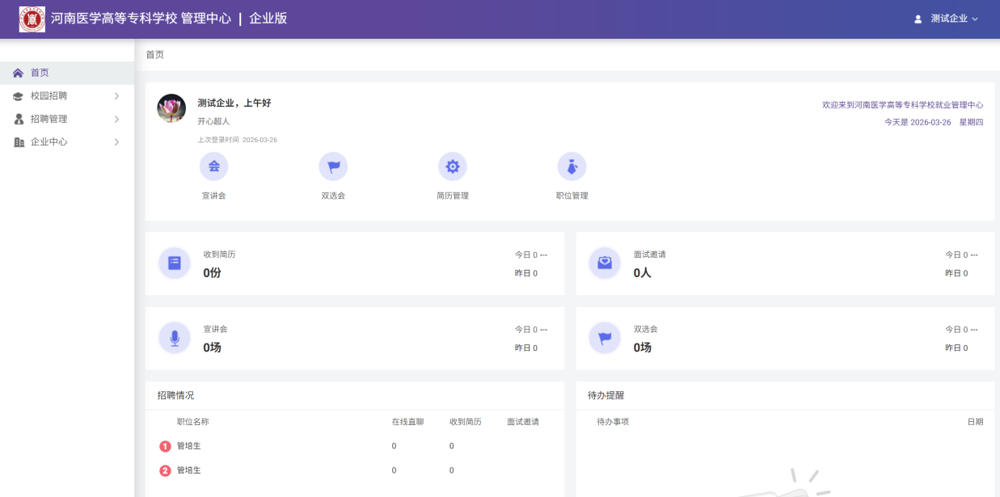 河南医学高等专科学校 管理中心 | 企业版
测试企业
首页
校园招聘
招聘管理
企业中心
首页
测试企业，上午好
开心超人
上次登录时间 2026-03-26
欢迎来到河南医学高等专科学校就业管理中心
今天是 2026-03-26 星期四
宣讲会 双选会 简历管理 职位管理
收到简历 今日 0 ---
0份 昨日 0
面试邀请 今日 0 ---
0人 昨日 0
宣讲会 今日 0 ---
0场 昨日 0
双选会 今日 0 ---
0场 昨日 0
招聘情况
职位名称 在线直聊 收到简历 面试邀请
1 管培生 0 0
2 管培生 0 0
待办提醒
待办事项 日期